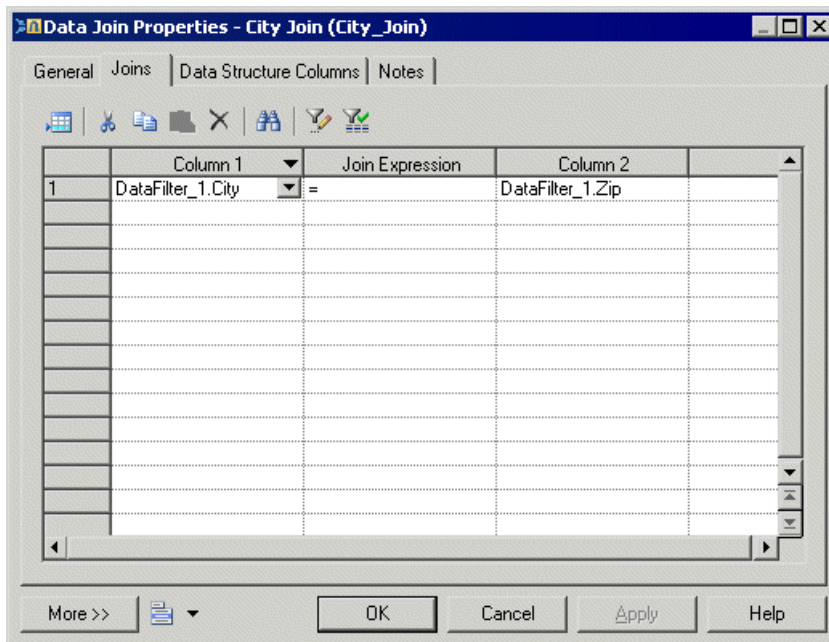 Data Join Properties - City Join (City_Join)
General Joins Data Structure Columns Notes
Column 1 Join Expression Column 2
1 DataFilter_1.City = DataFilter_1.Zip
More >> OK Cancel Apply Help